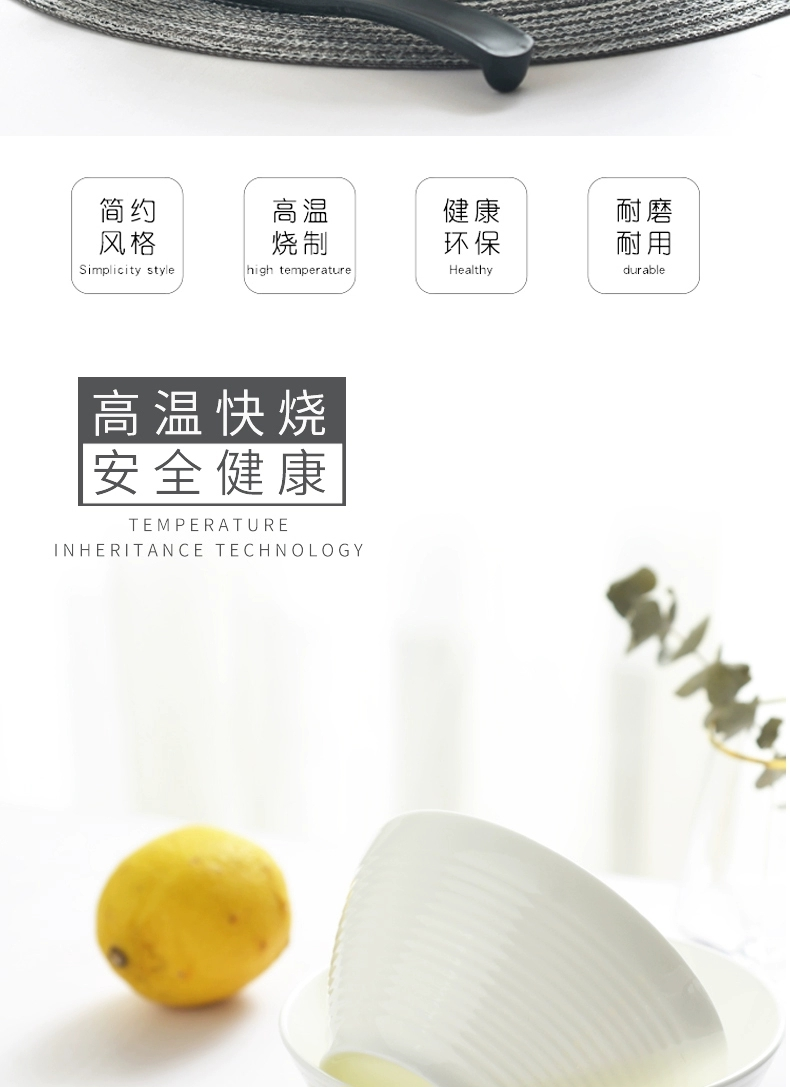 简约
风格
Simplicity style
高温
烧制
high temperature
健康
环保
Healthy
耐磨
耐用
durable
高温快烧
安全健康
TEMPERATURE
INHERITANCE TECHNOLOGY